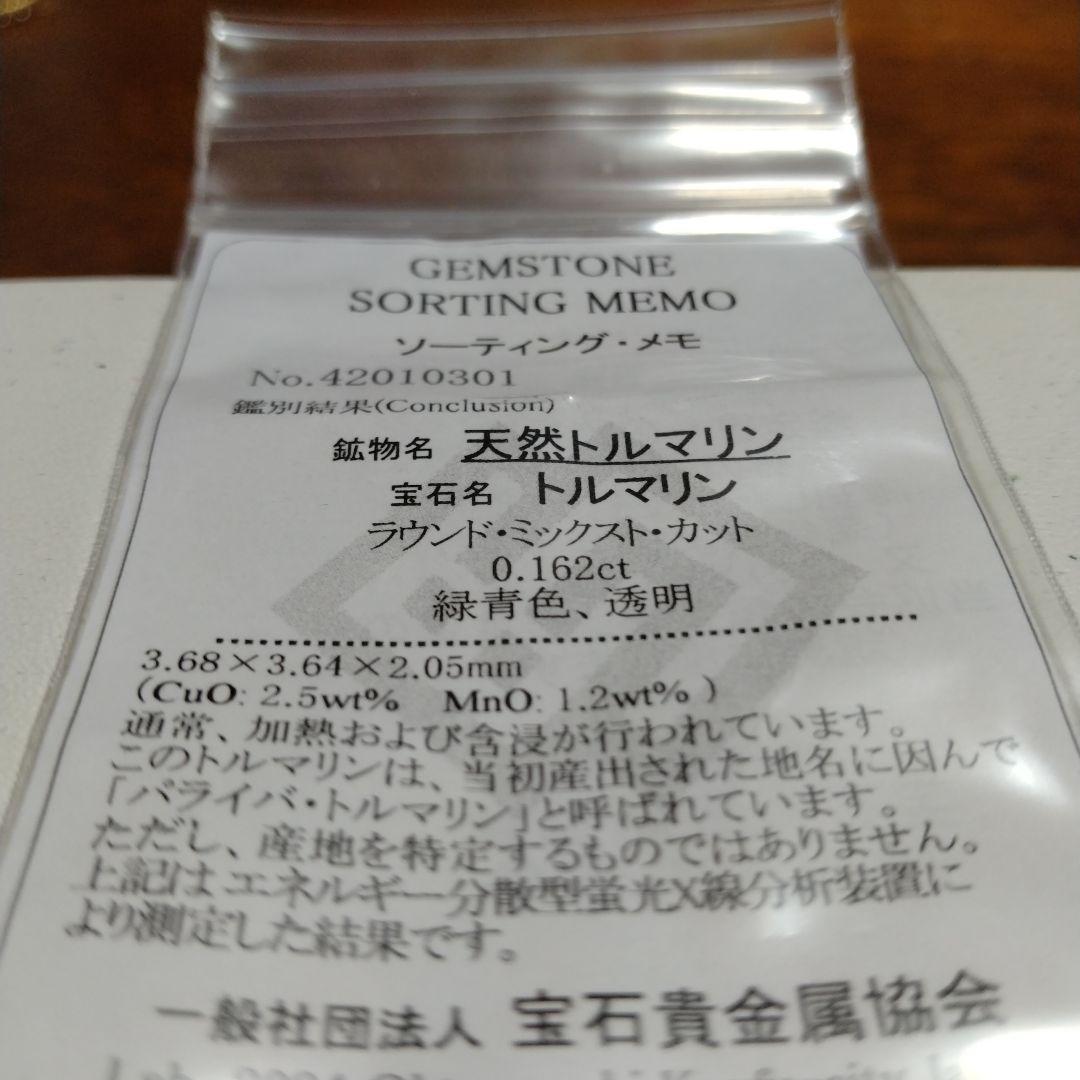 GEMSTONE
SORTING MEMO
ソーティング・メモ
No.42010301
鑑別結果(Conclusion)
鉱物名 天然トルマリン
宝石名 トルマリン
ラウンド・ミックスト・カット
0.162ct
緑青色、透明
3.68×3.64×2.05mm
(CuO: 2.5wt% MnO: 1.2wt% )
通常、加熱および含浸が行われています。
このトルマリンは、当初産出された地名に因んで
「パライバ・トルマリン」と呼ばれています。
ただし、産地を特定するものではありません。
上記はエネルギー分散型蛍光X線分析装置に
より測定した結果です。
一般社団法人 宝石貴金属協会